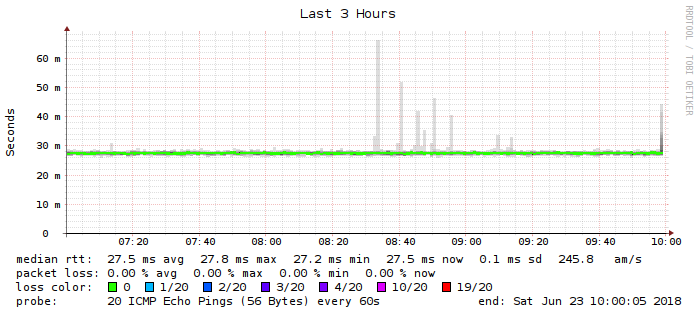 Last 3 Hours
RRDTOOL / TOBI OETIKER
Seconds
60 m
50 m
40 m
30 m
20 m
10 m
0
07:20 07:40 08:00 08:20 08:40 09:00 09:20 09:40 10:00
median rtt: 27.5 ms avg 27.8 ms max 27.2 ms min 27.5 ms now 0.1 ms sd 245.8 am/s
packet loss: 0.00 % avg 0.00 % max 0.00 % min 0.00 % now
loss color: 0 1/20 2/20 3/20 4/20 10/20 19/20
probe: 20 ICMP Echo Pings (56 Bytes) every 60s end: Sat Jun 23 10:00:05 2018